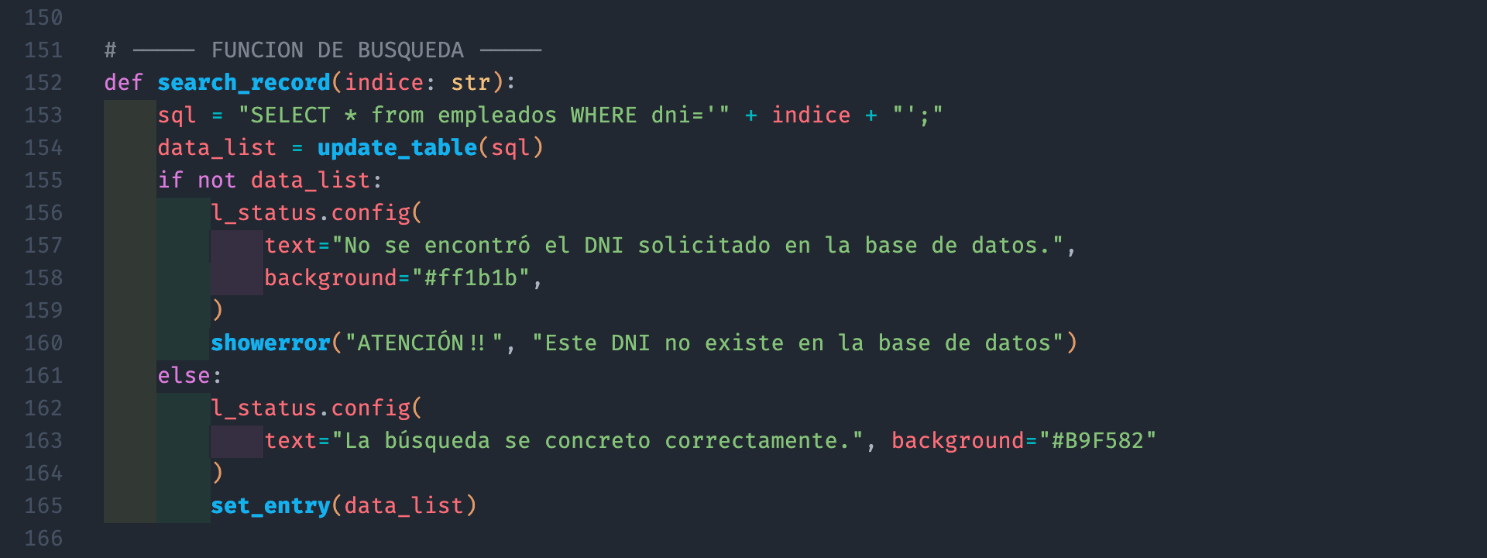 150
151 # ----- FUNCION DE BUSQUEDA -----
152 def search_record(indice: str):
153     sql = "SELECT * from empleados WHERE dni='" + indice + "';"
154     data_list = update_table(sql)
155     if not data_list:
156         l_status.config(
157             text="No se encontró el DNI solicitado en la base de datos.",
158             background="#ff1b1b",
159         )
160         showerror("ATENCIÓN!!", "Este DNI no existe en la base de datos")
161     else:
162         l_status.config(
163             text="La búsqueda se concreto correctamente.", background="#B9F582"
164         )
165         set_entry(data_list)
166